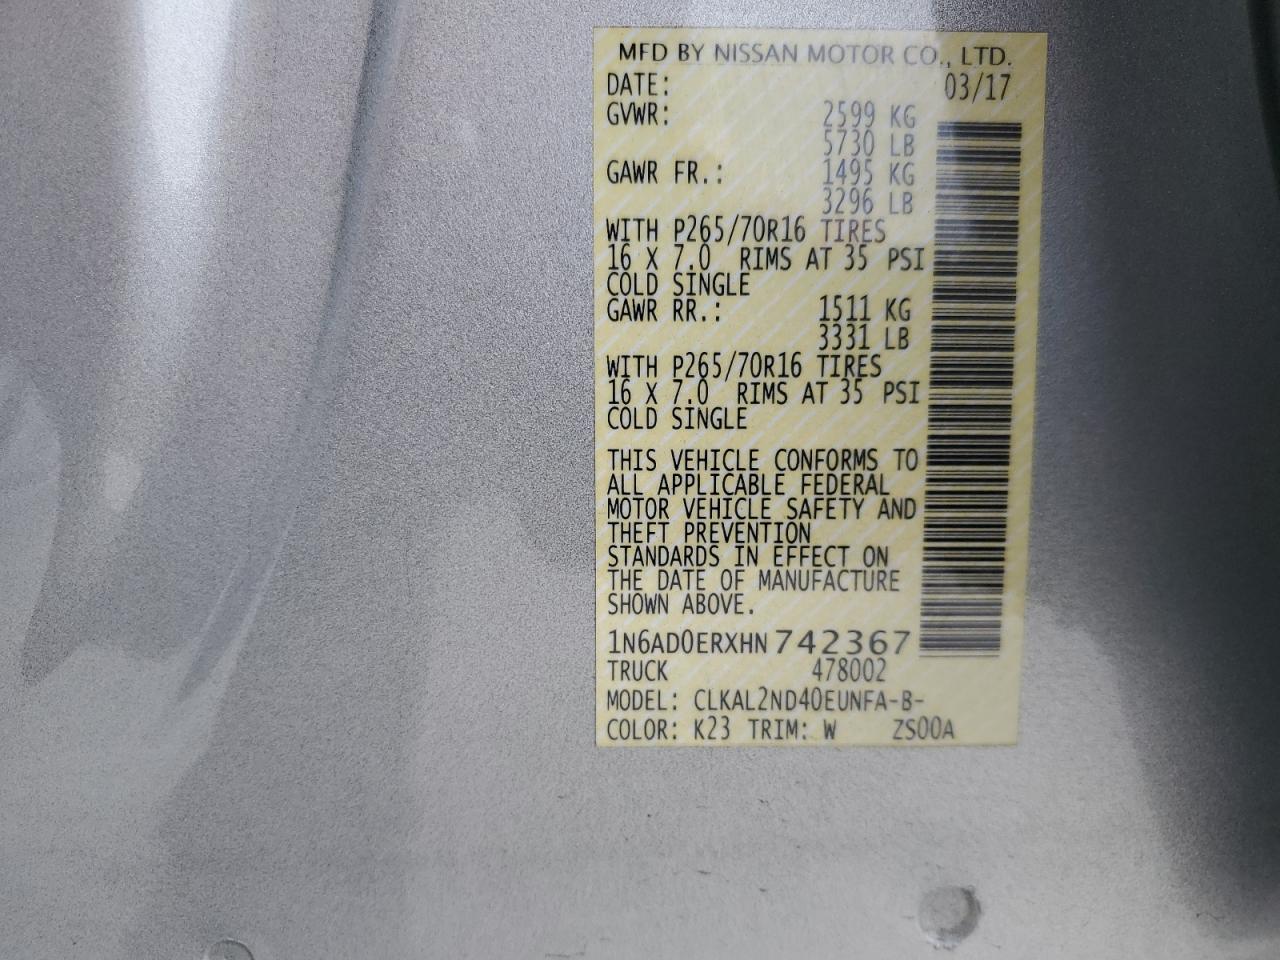 MFD BY NISSAN MOTOR CO., LTD.
DATE: 03/17
GVWR: 2599 KG
5730 LB
GAWR FR.: 1495 KG
3296 LB
WITH P265/70R16 TIRES
16 X 7.0 RIMS AT 35 PSI
COLD SINGLE
GAWR RR.: 1511 KG
3331 LB
WITH P265/70R16 TIRES
16 X 7.0 RIMS AT 35 PSI
COLD SINGLE
THIS VEHICLE CONFORMS TO
ALL APPLICABLE FEDERAL
MOTOR VEHICLE SAFETY AND
THEFT PREVENTION
STANDARDS IN EFFECT ON
THE DATE OF MANUFACTURE
SHOWN ABOVE.
1N6AD0ERXHN742367
TRUCK 478002
MODEL: CLKAL2ND40EUNFA-B-
COLOR: K23 TRIM: W ZS00A